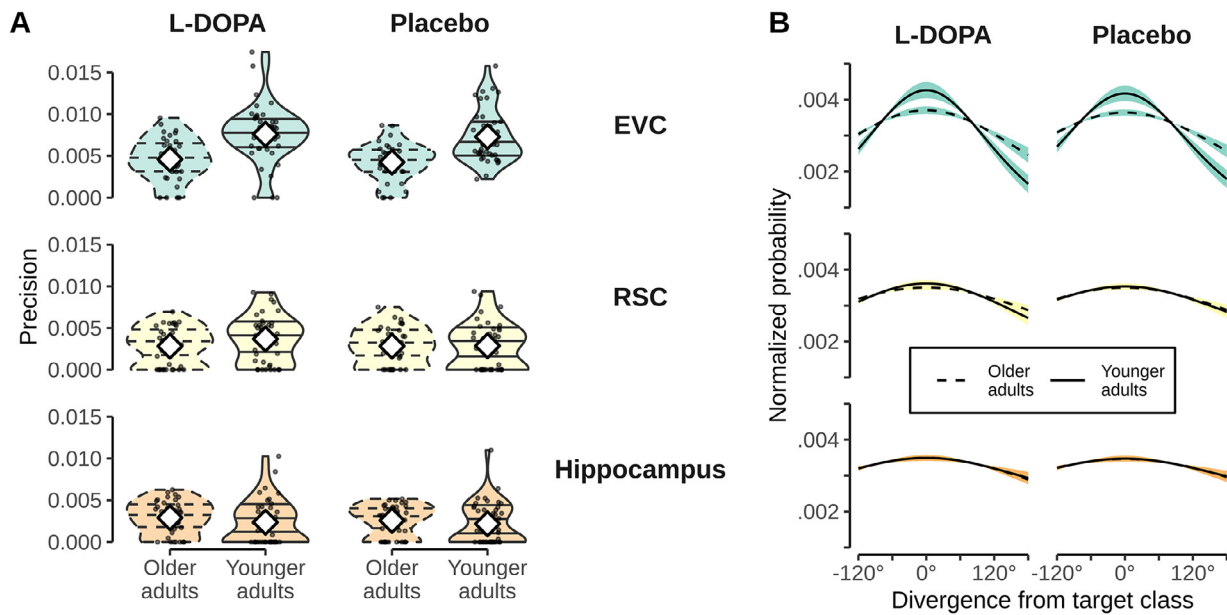 A
L-DOPA
Placebo
B
L-DOPA
Placebo
Precision
0.015
0.010
0.005
0.000
EVC
0.015
0.010
0.005
0.000
RSC
0.015
0.010
0.005
0.000
Hippocampus
Older
adults
Younger
adults
Older
adults
Younger
adults
Normalized probability
.004
.002
.004
.002
Older
adults
Younger
adults
.004
.002
-120°
0°
120°
-120°
0°
120°
Divergence from target class